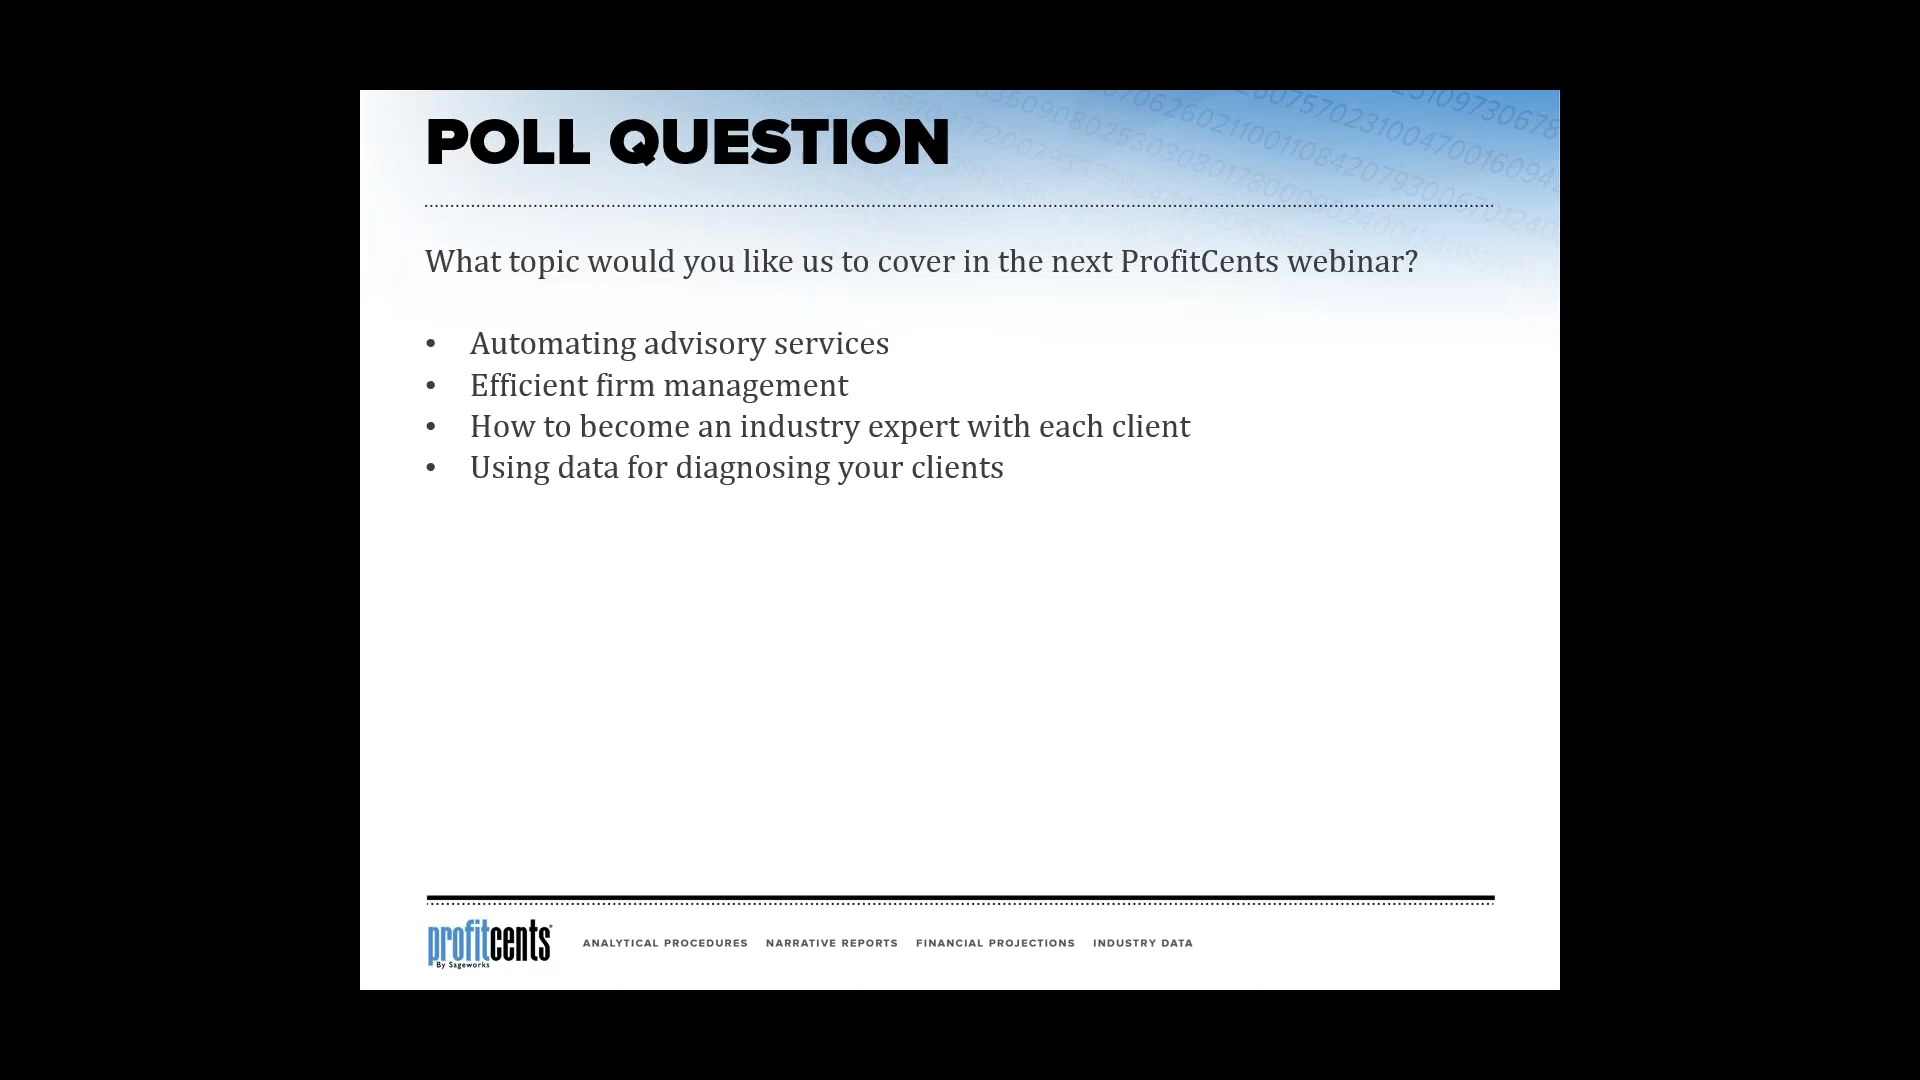 POLL QUESTION
What topic would you like us to cover in the next ProfitCents webinar?
• Automating advisory services
• Efficient firm management
• How to become an industry expert with each client
• Using data for diagnosing your clients
profitcents®
By Sageworks
ANALYTICAL PROCEDURES NARRATIVE REPORTS FINANCIAL PROJECTIONS INDUSTRY DATA